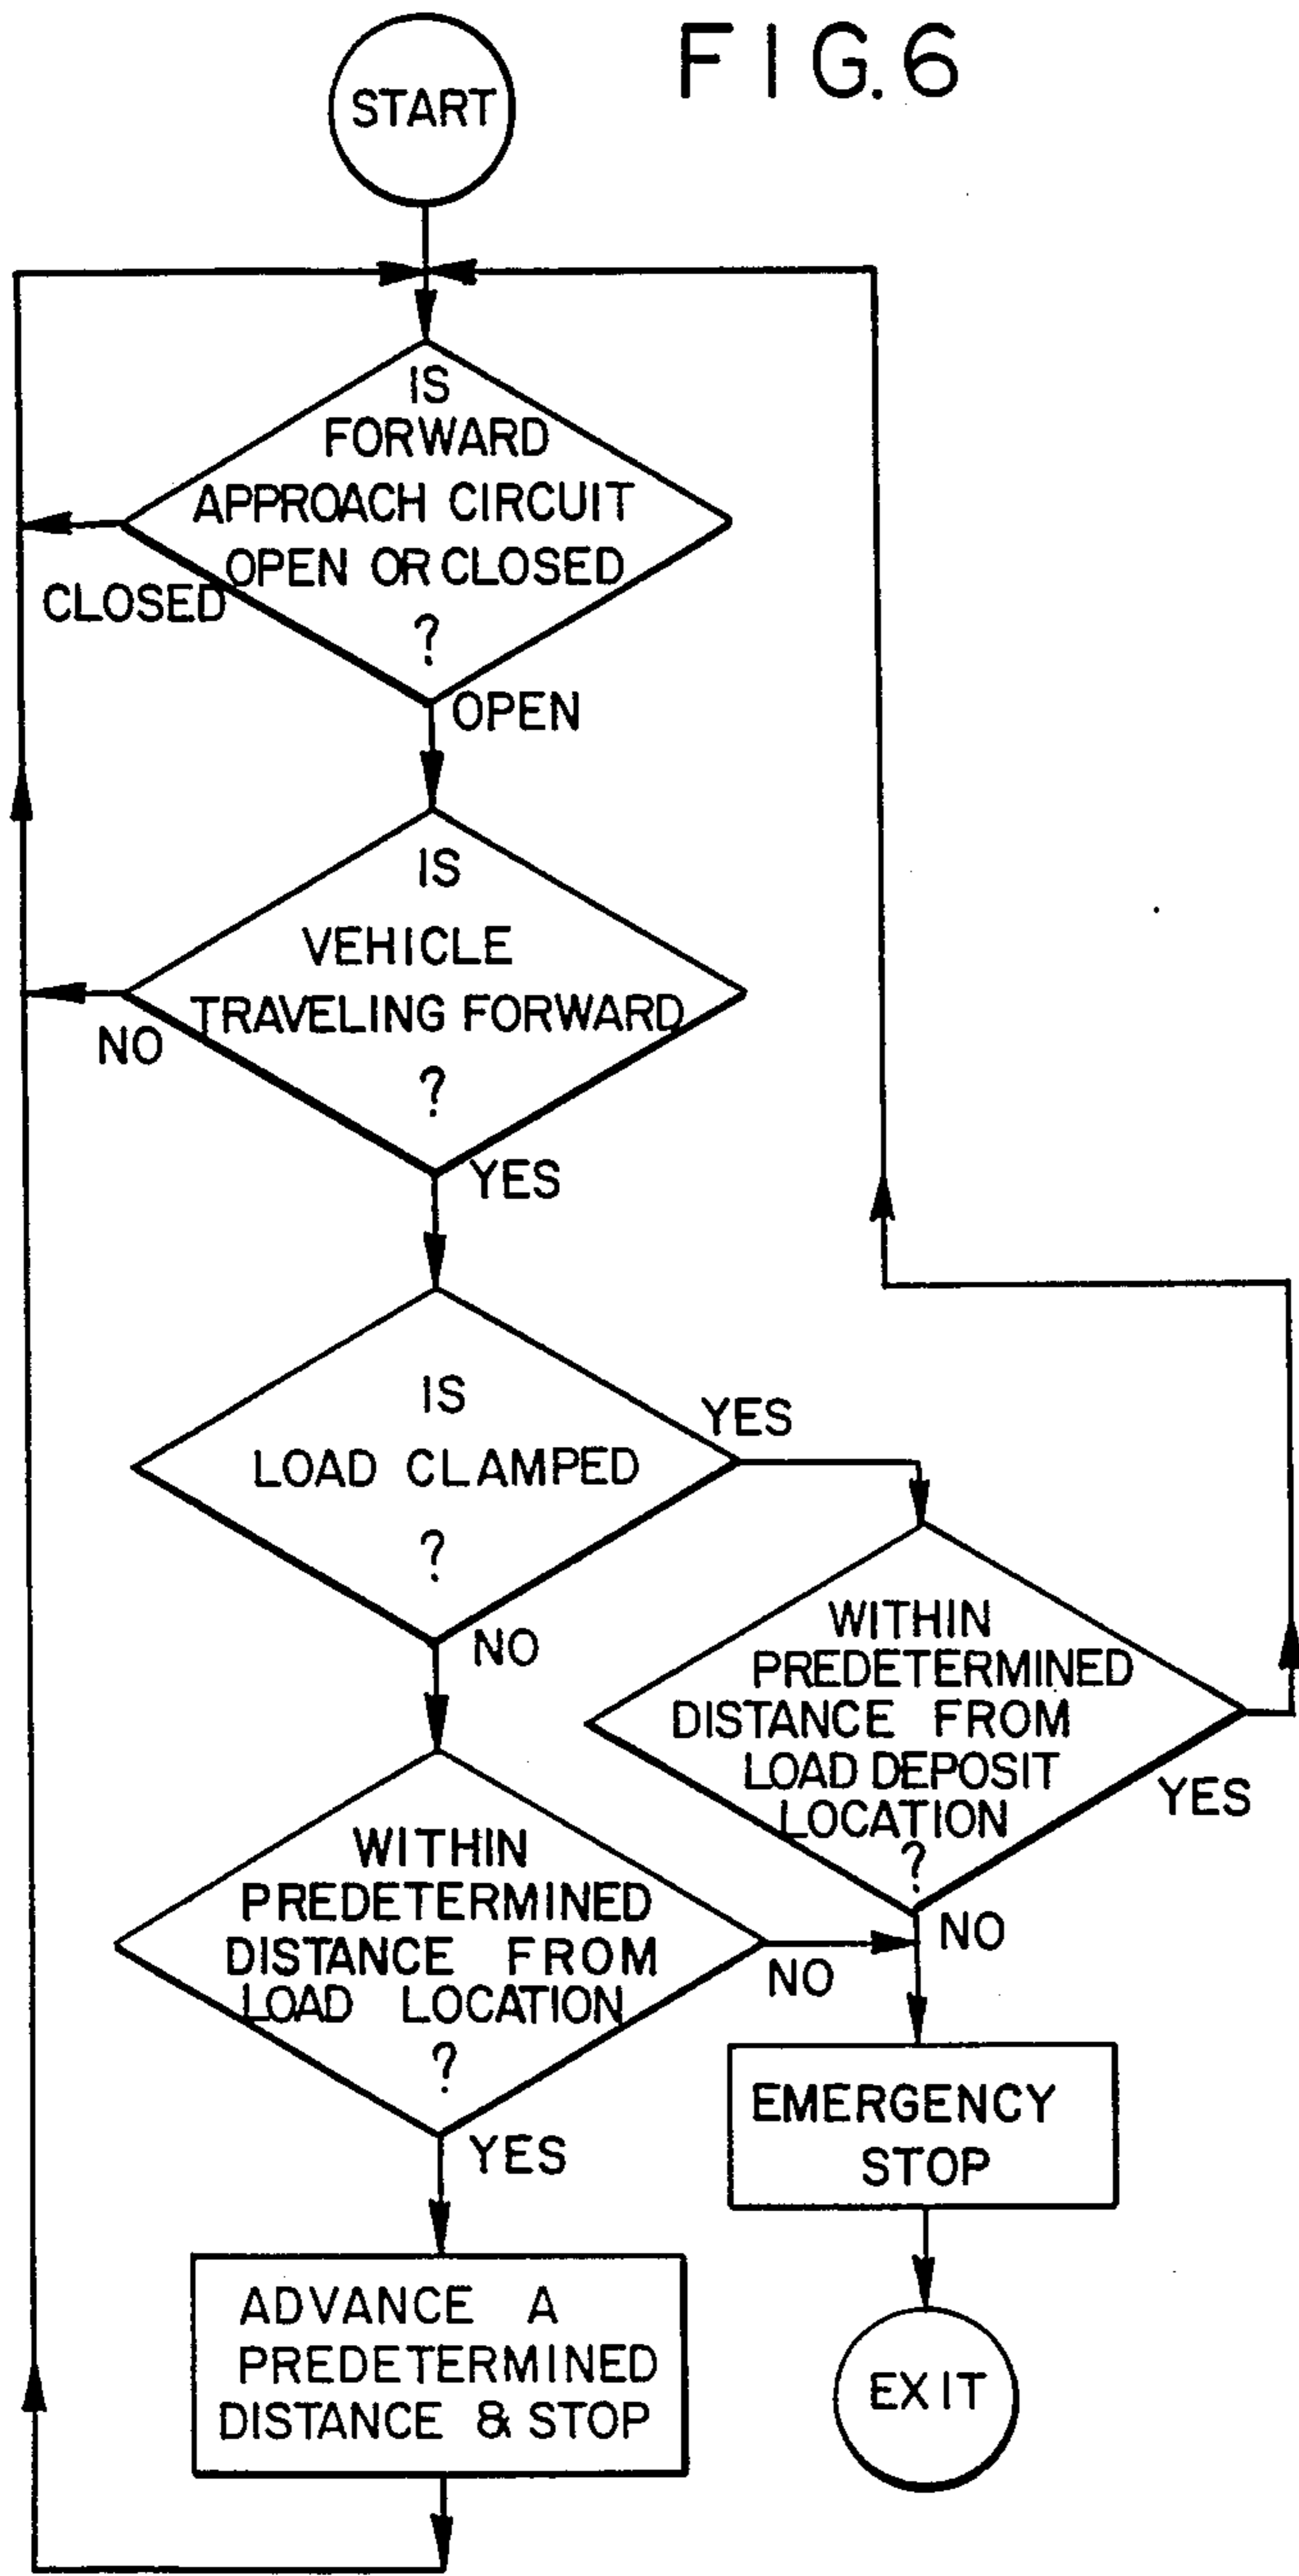 FIG.6
START
IS
FORWARD
APPROACH CIRCUIT
OPEN OR CLOSED
?
CLOSED
OPEN
IS
VEHICLE
TRAVELING FORWARD
?
NO
YES
IS
LOAD CLAMPED
?
YES
NO
WITHIN
PREDETERMINED
DISTANCE FROM
LOAD DEPOSIT
LOCATION
?
YES
NO
WITHIN
PREDETERMINED
DISTANCE FROM
LOAD LOCATION
?
NO
YES
EMERGENCY
STOP
ADVANCE A
PREDETERMINED
DISTANCE & STOP
EXIT